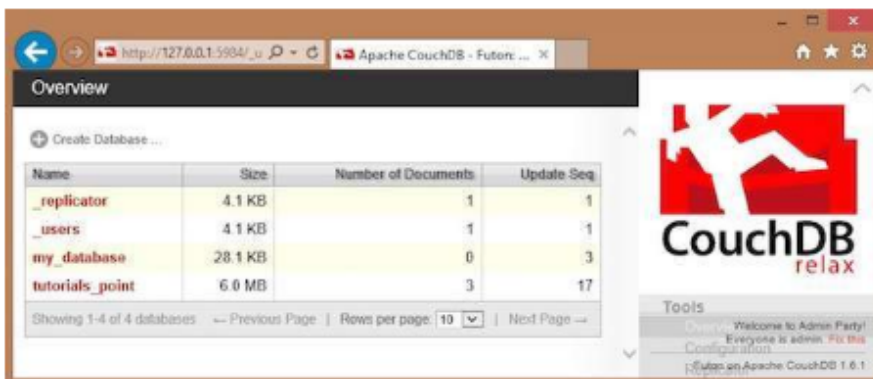 http://127.0.0.1:5984/_u
Apache CouchDB - Futon: ...
Overview
Create Database ...
Name Size Number of Documents Update Seq
_replicator 4.1 KB 1 1
_users 4.1 KB 1 1
my_database 28.1 KB 0 3
tutorials_point 6.0 MB 3 17
Showing 1-4 of 4 databases ← Previous Page | Rows per page: 10 | Next Page →
CouchDB
relax
Tools
Welcome to Admin Party!
Everyone is admin. Fix this
Configuration
Futon on Apache CouchDB 1.6.1